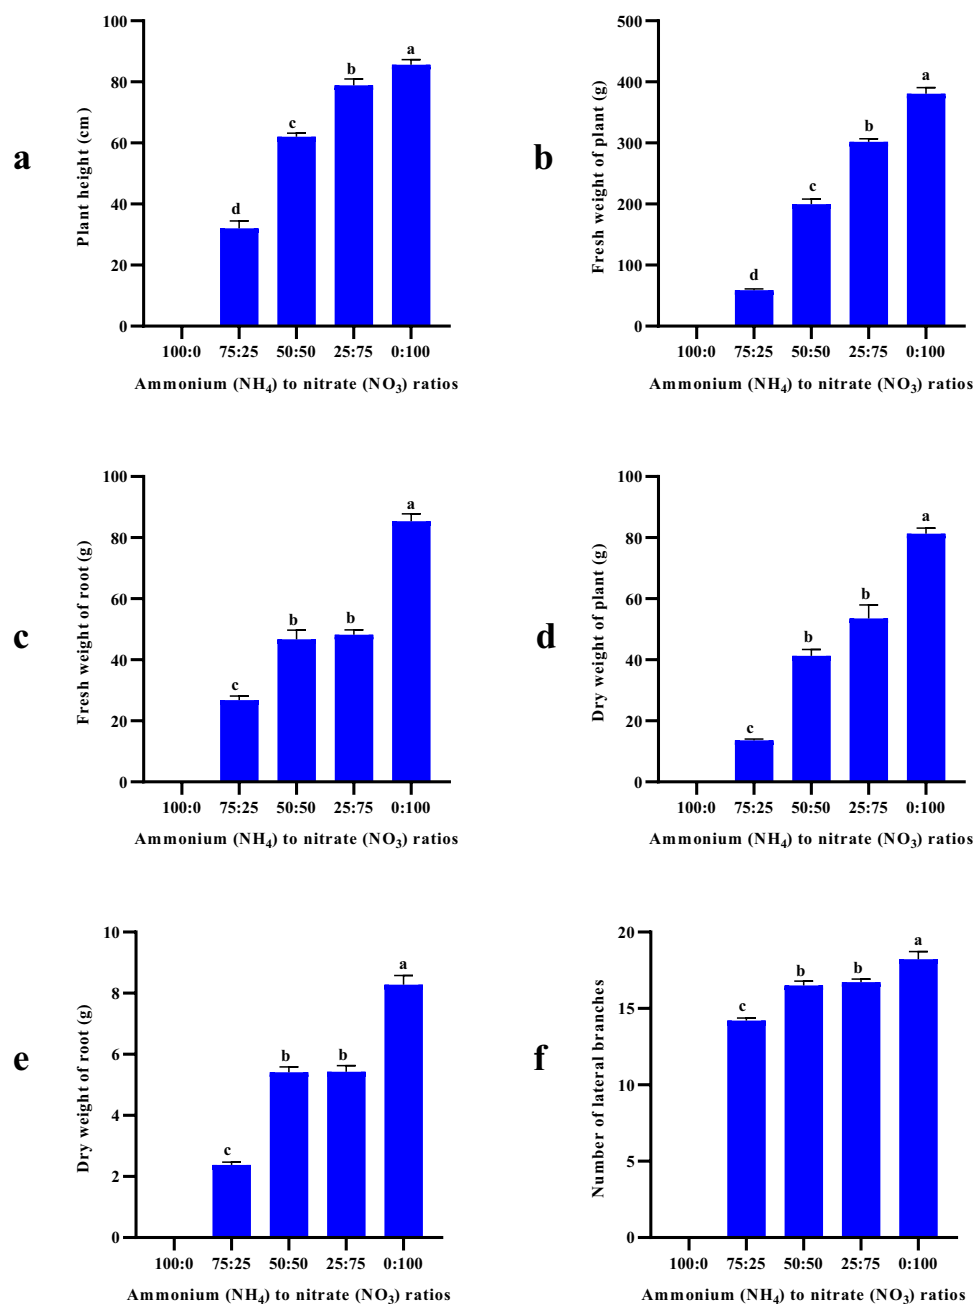 a
Plant height (cm)
100
80
60
40
20
0
d
c
b
a
100:0 75:25 50:50 25:75 0:100
Ammonium (NH₄) to nitrate (NO₃) ratios
b
Fresh weight of plant (g)
500
400
300
200
100
0
d
c
b
a
100:0 75:25 50:50 25:75 0:100
Ammonium (NH₄) to nitrate (NO₃) ratios
c
Fresh weight of root (g)
100
80
60
40
20
0
c
b
b
a
100:0 75:25 50:50 25:75 0:100
Ammonium (NH₄) to nitrate (NO₃) ratios
d
Dry weight of plant (g)
100
80
60
40
20
0
c
b
b
a
100:0 75:25 50:50 25:75 0:100
Ammonium (NH₄) to nitrate (NO₃) ratios
e
Dry weight of root (g)
10
8
6
4
2
0
c
b
b
a
100:0 75:25 50:50 25:75 0:100
Ammonium (NH₄) to nitrate (NO₃) ratios
f
Number of lateral branches
20
15
10
5
0
c
b
b
a
100:0 75:25 50:50 25:75 0:100
Ammonium (NH₄) to nitrate (NO₃) ratios